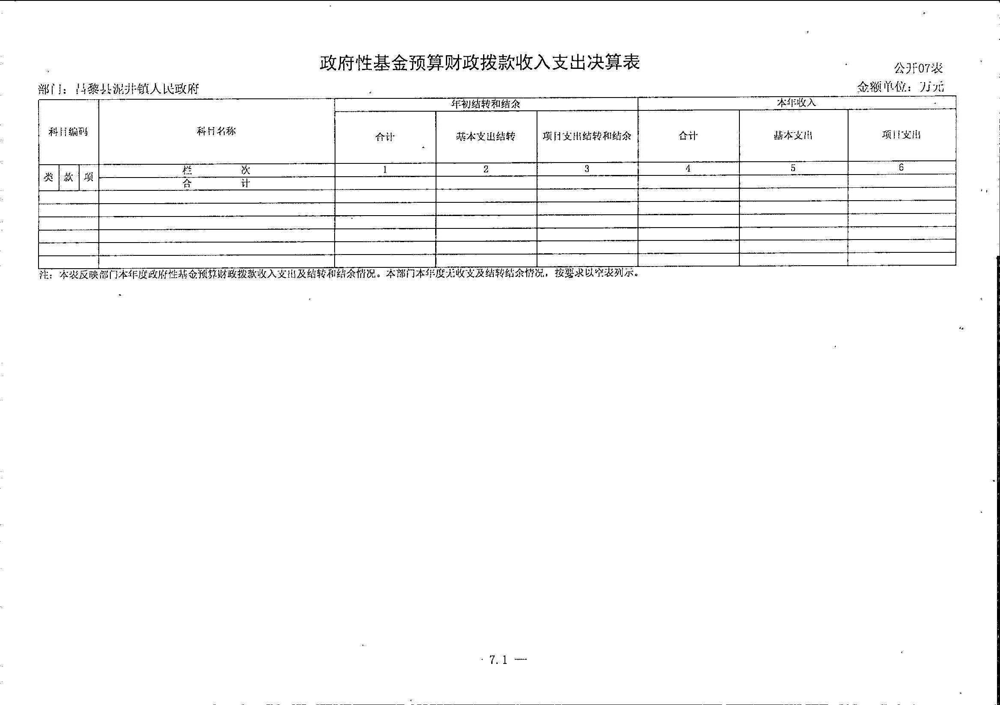 政府性基金预算财政拨款收入支出决算表
公开07表
部门：昌黎县泥井镇人民政府
金额单位：万元
科目编码 科目名称 年初结转和结余 本年收入
合计 基本支出结转 项目支出结转和结余 合计 基本支出 项目支出
类 款 项 栏 次 1 2 3 4 5 6
合 计
注：本表反映部门本年度政府性基金预算财政拨款收入支出及结转和结余情况。本部门本年度无收支及结转结余情况，按要求以空表列示。
7.1 —